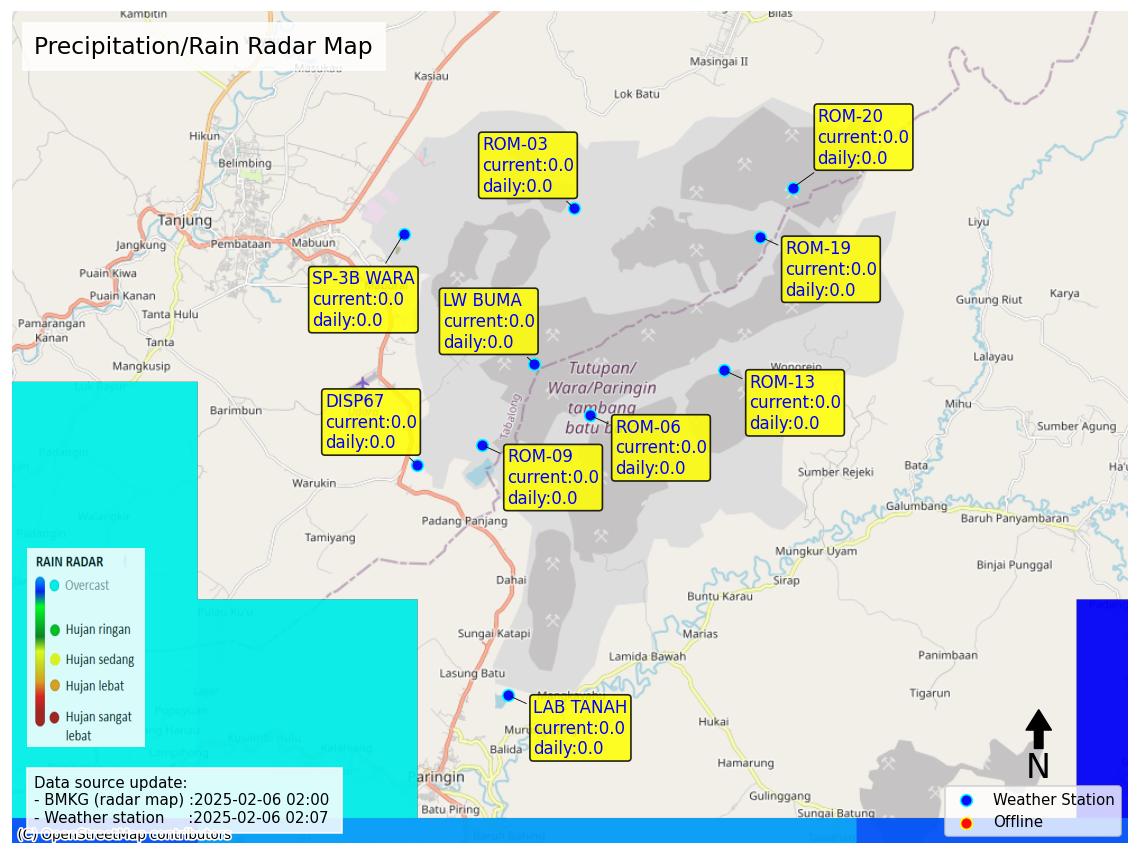 Kambitin
Bilas
Precipitation/Rain Radar Map
Masukau
Kasiau
Masingai II
Lok Batu
ROM-20
current:0.0
daily:0.0
Hikun
ROM-03
current:0.0
daily:0.0
Belimbing
Tanjung
Liyu
Jangkung
Pembataan
Mabuun
ROM-19
current:0.0
daily:0.0
Puain Kiwa
SP-3B WARA
current:0.0
daily:0.0
Puain Kanan
LW BUMA
current:0.0
daily:0.0
Gunung Riut
Karya
Tanta Hulu
Pamarangan
Kanan
Tanta
Mangkusip
Lalayau
Wonorejo
Tutupan/
Wara/Paringin
tambang
batu b
ROM-13
current:0.0
daily:0.0
DISP67
current:0.0
daily:0.0
Tabalong
Barimbun
Mihu
ROM-06
current:0.0
daily:0.0
Sumber Agung
Padangin
ROM-09
current:0.0
daily:0.0
Bata
Ha'u
Sumber Rejeki
Warukin
Galumbang
Padang Panjang
Baruh Panyambaran
Walangkir
Padangin
Tamiyang
Mungkur Uyam
RAIN RADAR
Overcast
Hujan ringan
Hujan sedang
Hujan lebat
Hujan sangat
lebat
Binjai Punggal
Dahai
Sirap
Buntu Karau
Pulau Ku'u
Sungai Katapi
Marias
Lamida Bawah
Panimbaan
Lasung Batu
Tigarun
LAB TANAH
current:0.0
daily:0.0
Hukai
Balida
Hamarung
N
Paringin
Data source update:
- BMKG (radar map) :2025-02-06 02:00
- Weather station :2025-02-06 02:07
Gulinggang
Batu Piring
Sungai Batung
Weather Station
Offline
(C) OpenStreetMap contributors